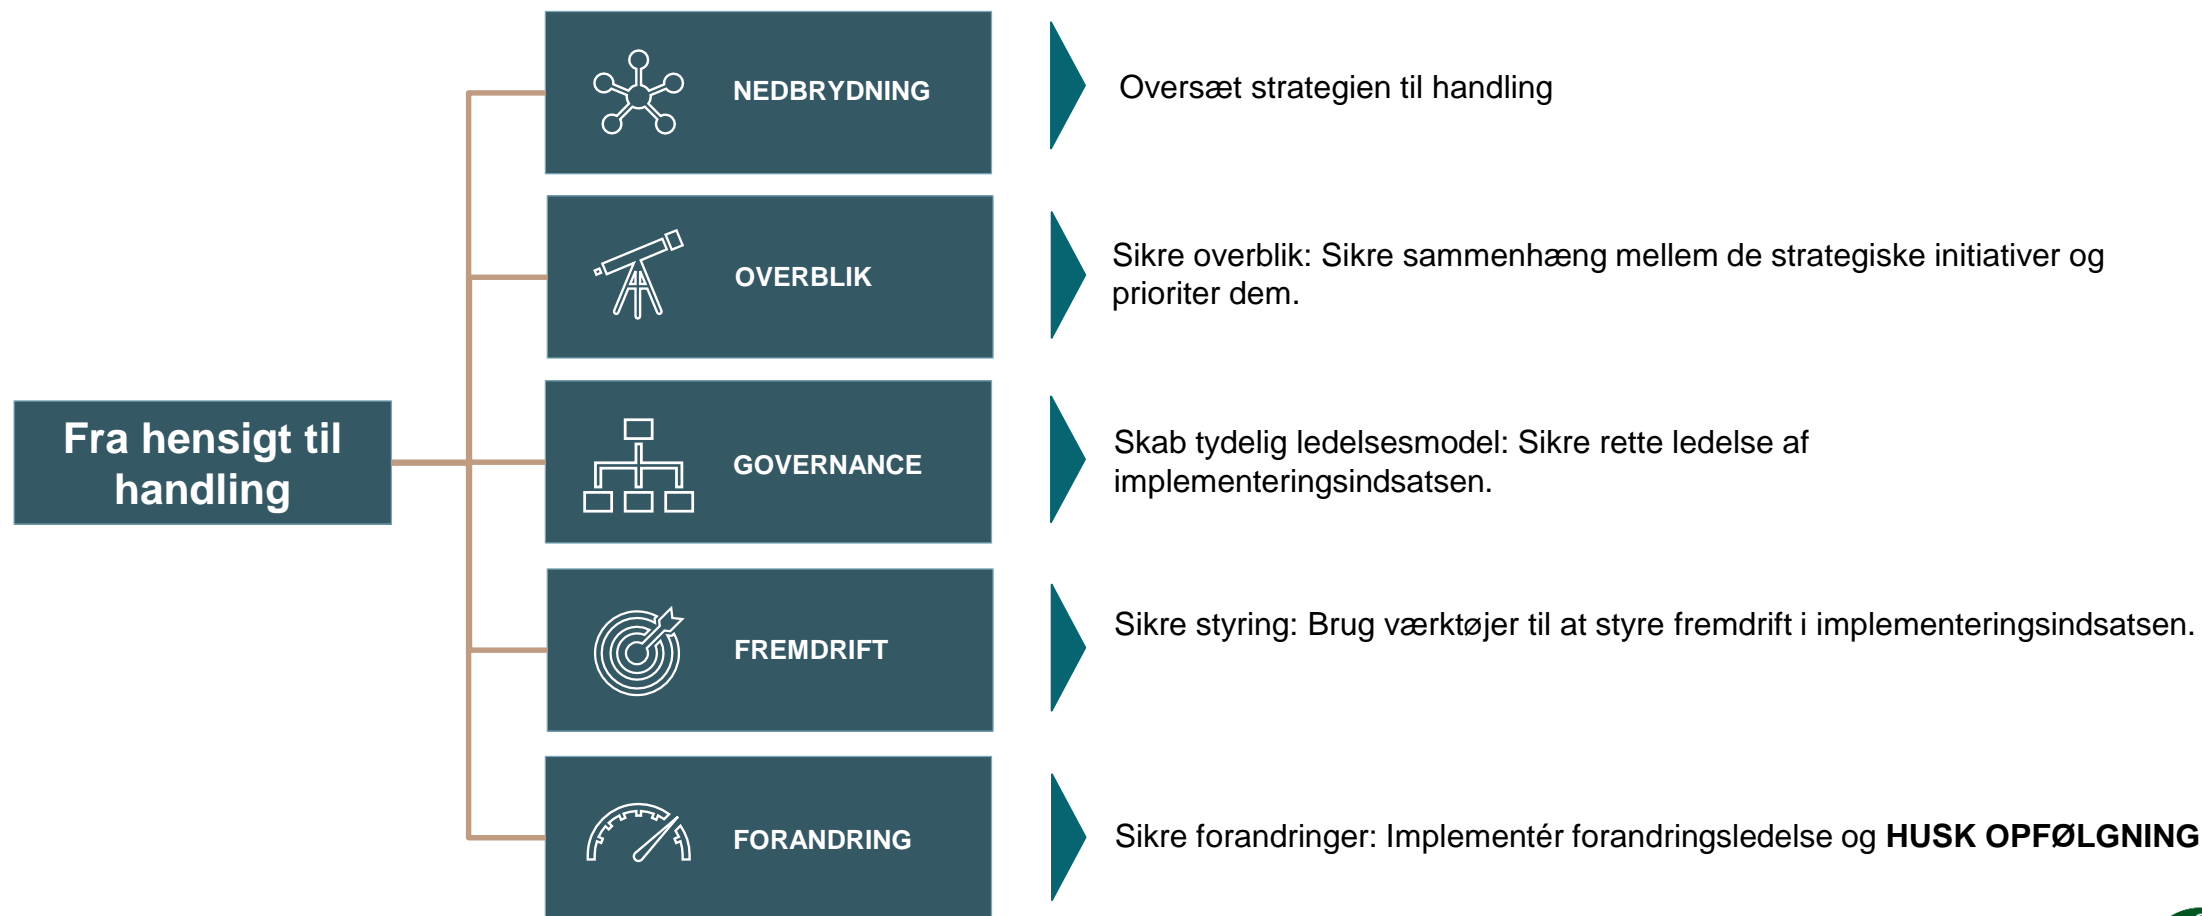 NEDBRYDNING
Oversæt strategien til handling
OVERBLIK
Sikre overblik: Sikre sammenhæng mellem de strategiske initiativer og
prioriter dem.
Fra hensigt til
handling
GOVERNANCE
Skab tydelig ledelsesmodel: Sikre rette ledelse af
implementeringsindsatsen.
FREMDRIFT
Sikre styring: Brug værktøjer til at styre fremdrift i implementeringsindsatsen.
FORANDRING
Sikre forandringer: Implementér forandringsledelse og HUSK OPFØLGNING